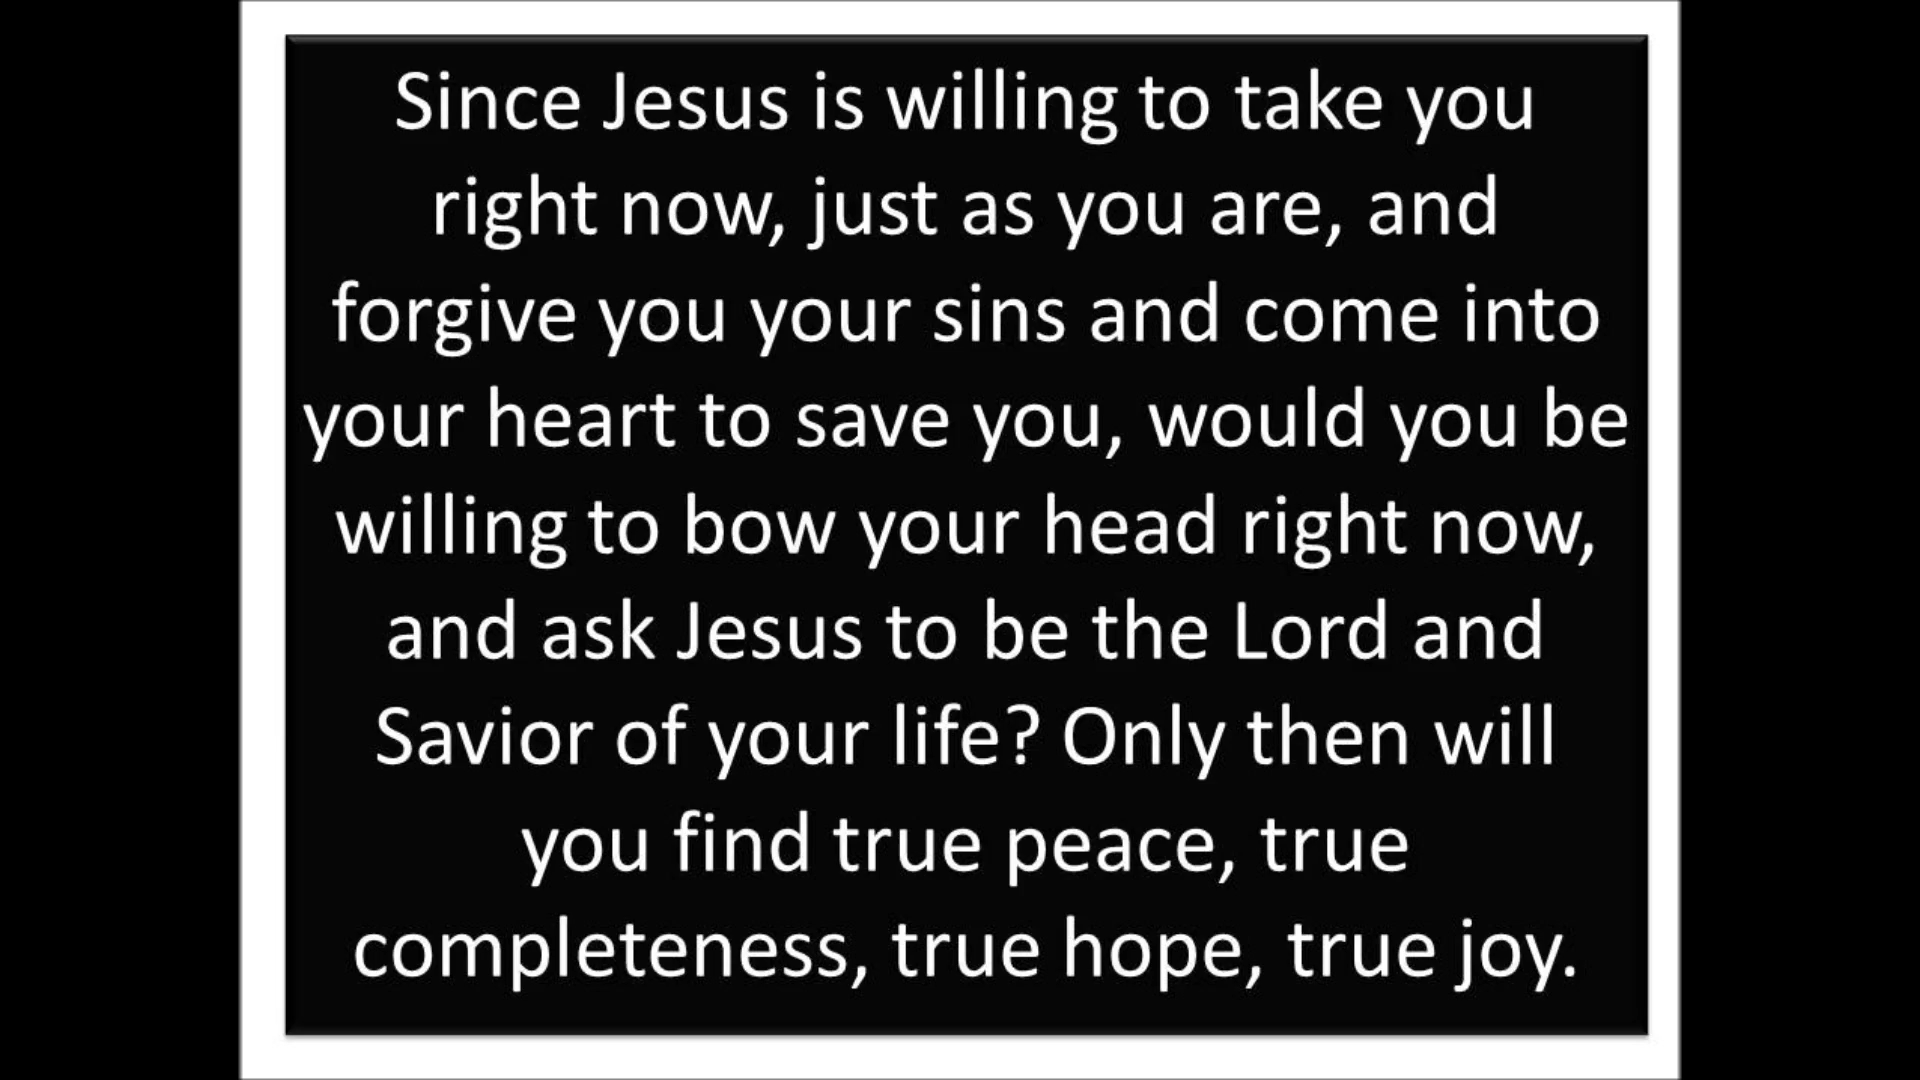 Since Jesus is willing to take you
right now, just as you are, and
forgive you your sins and come into
your heart to save you, would you be
willing to bow your head right now,
and ask Jesus to be the Lord and
Savior of your life? Only then will
you find true peace, true
completeness, true hope, true joy.